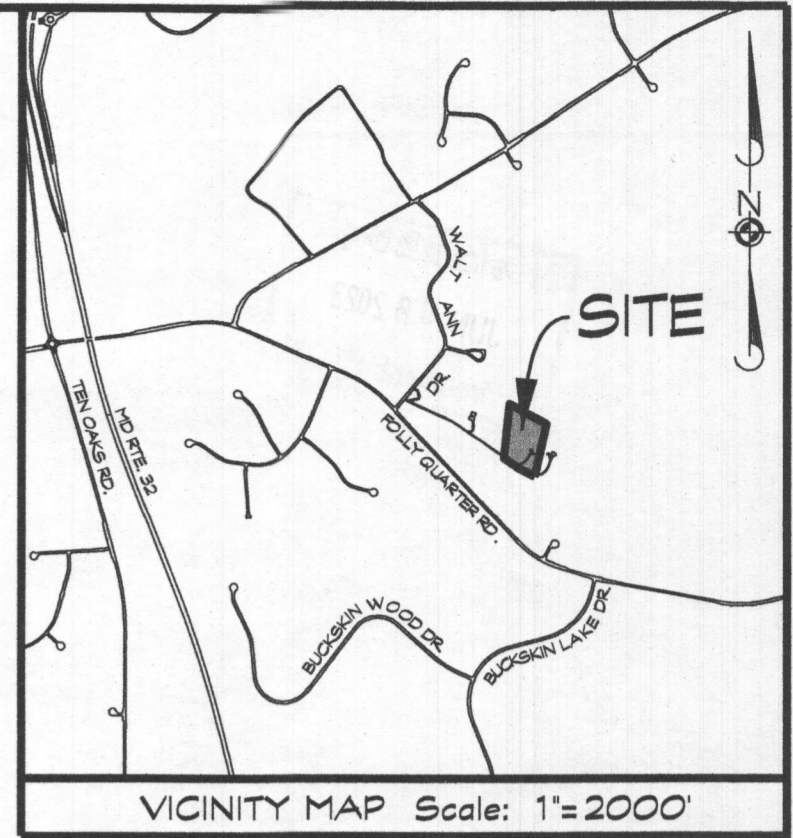 N
WALT
ANN
DR.
SITE
TEN OAKS RD.
MD RTE. 32
FOLLY QUARTER RD.
BUCKSKIN WOOD DR.
BUCKSKIN LAKE DR.
VICINITY MAP Scale: 1"=2000'